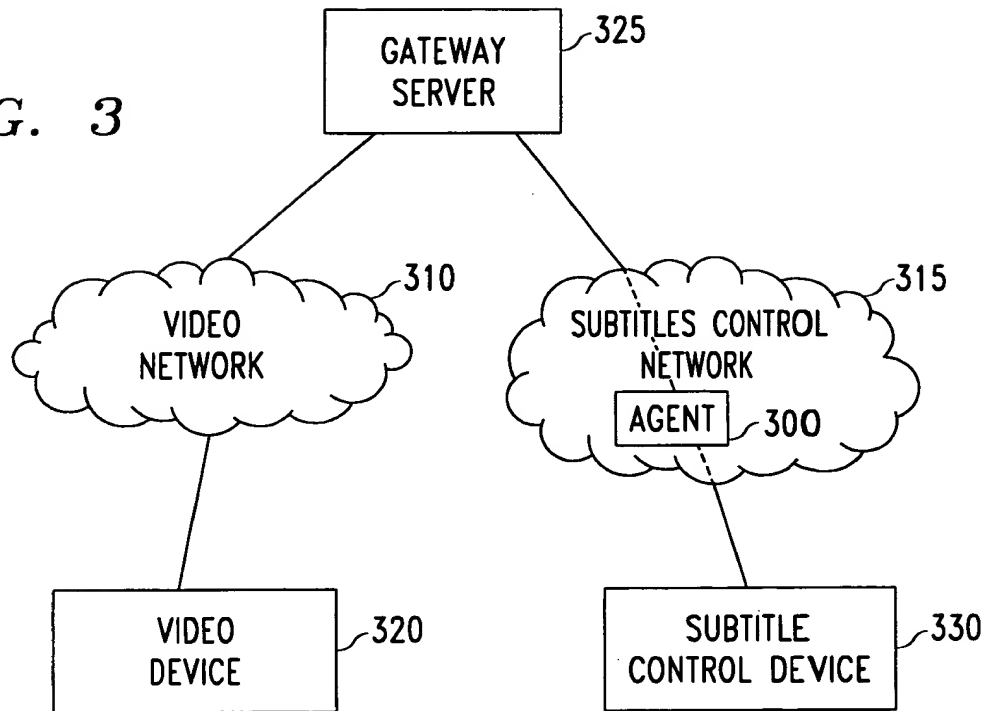 G. 3
GATEWAY
SERVER
325
VIDEO
NETWORK
310
SUBTITLES CONTROL
NETWORK
315
AGENT
300
VIDEO
DEVICE
320
SUBTITLE
CONTROL DEVICE
330